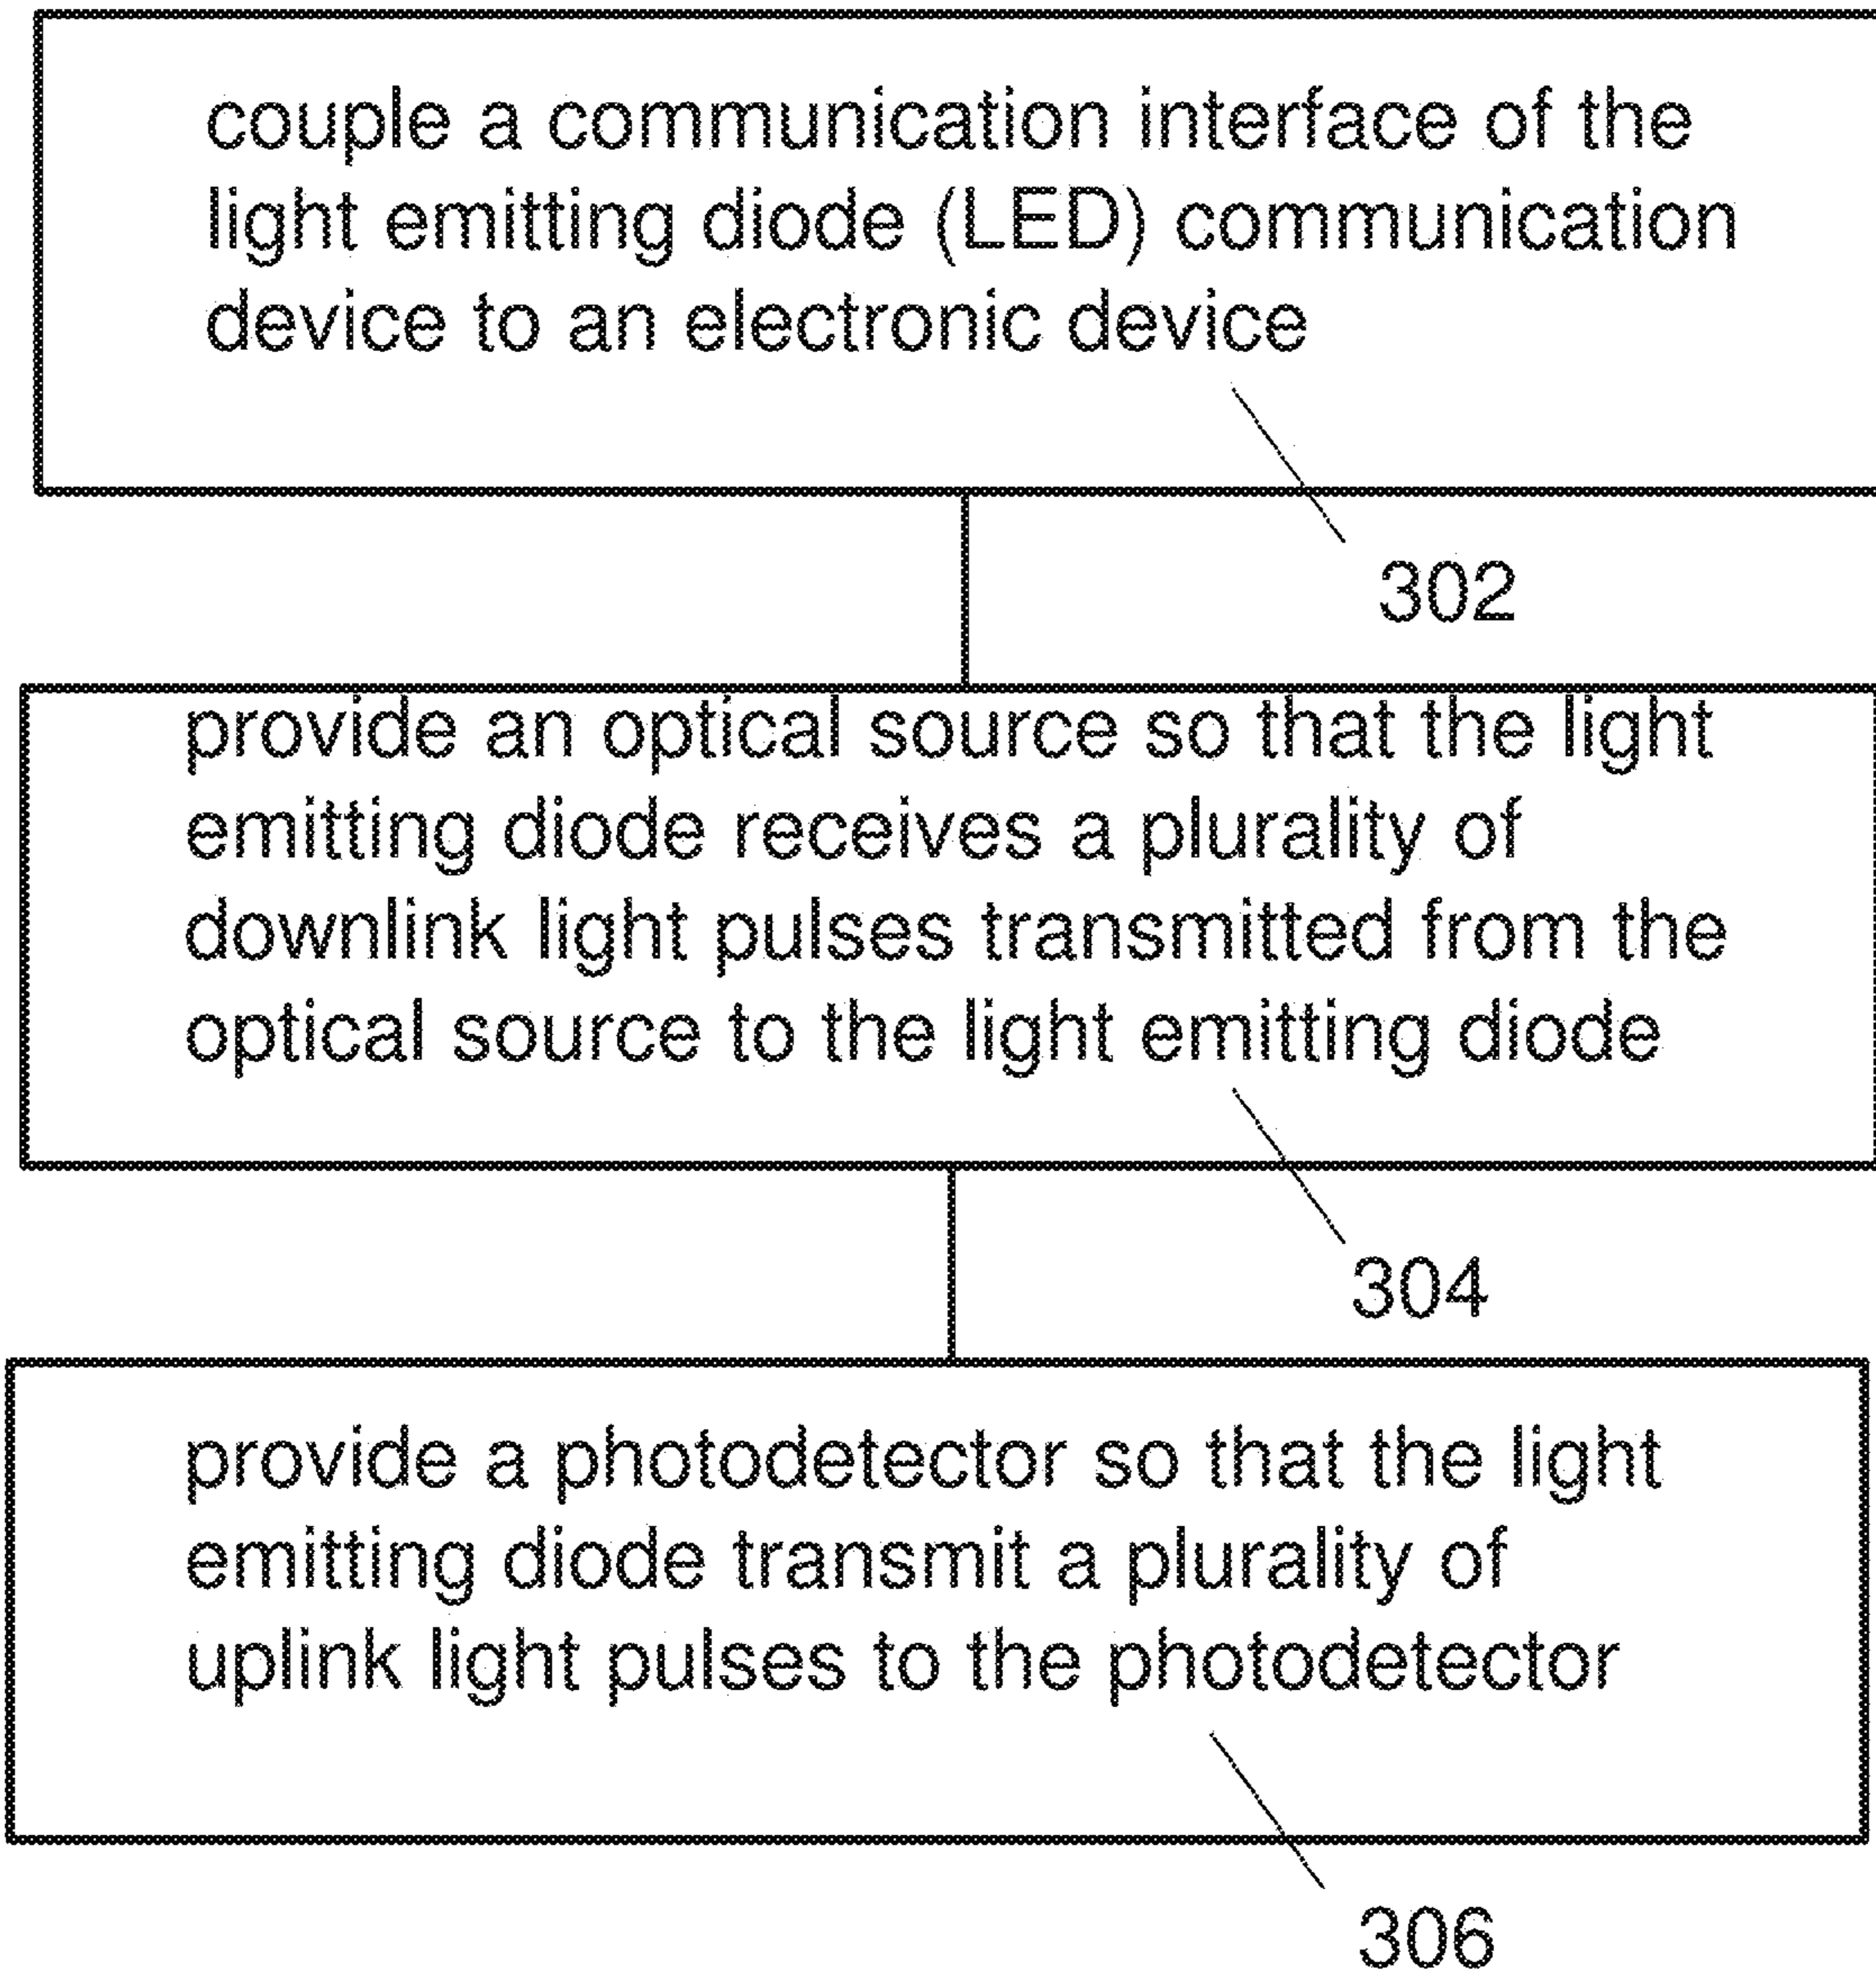 couple a communication interface of the
light emitting diode (LED) communication
device to an electronic device
302
provide an optical source so that the light
emitting diode receives a plurality of
downlink light pulses transmitted from the
optical source to the light emitting diode
304
provide a photodetector so that the light
emitting diode transmit a plurality of
uplink light pulses to the photodetector
306